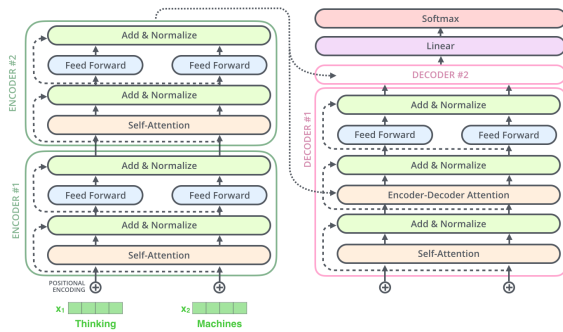 ENCODER #2
Add & Normalize
Feed Forward
Feed Forward
Add & Normalize
Self-Attention
ENCODER #1
Add & Normalize
Feed Forward
Feed Forward
Add & Normalize
Self-Attention
POSITIONAL
ENCODING
x₁
x₂
Thinking
Machines
Softmax
Linear
DECODER #2
DECODER #1
Add & Normalize
Feed Forward
Feed Forward
Add & Normalize
Encoder-Decoder Attention
Add & Normalize
Self-Attention